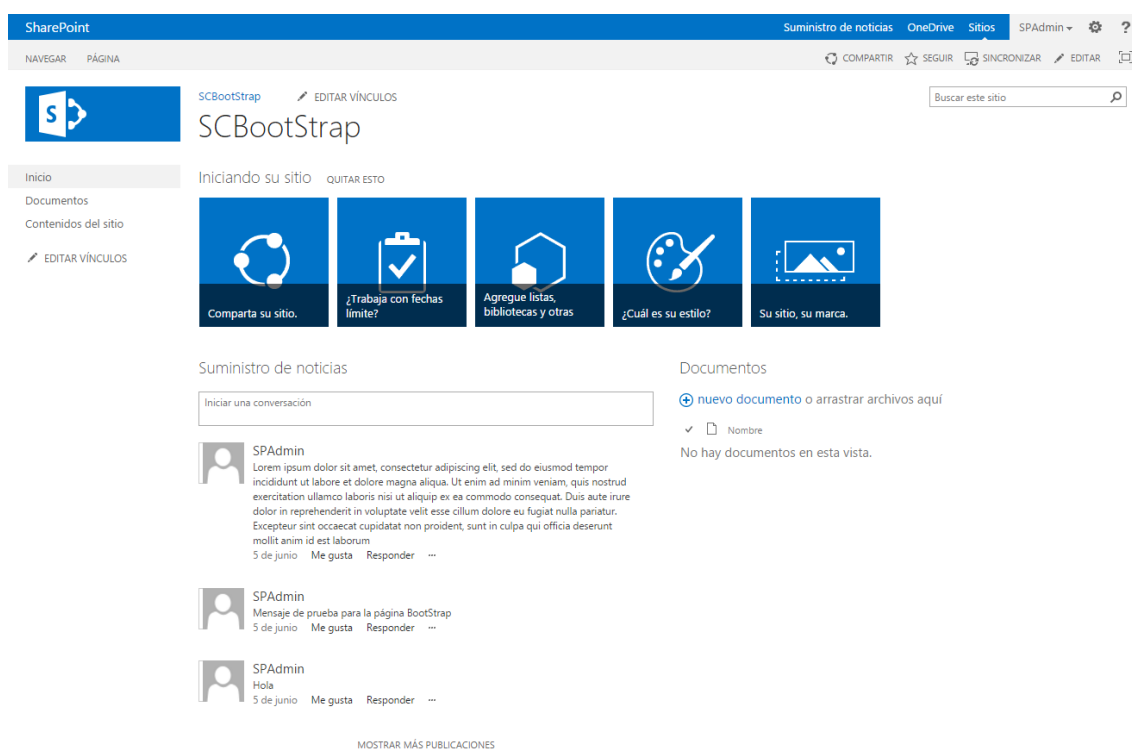 SharePoint
Suministro de noticias OneDrive Sitios SPAdmin ?
NAVEGAR PÁGINA
COMPARTIR SEGUIR SINCRONIZAR EDITAR
S
SCBootStrap EDITAR VÍNCULOS
Buscar este sitio
SCBootStrap
Inicio
Documentos
Contenidos del sitio
EDITAR VÍNCULOS
Iniciando su sitio QUITAR ESTO
Comparta su sitio.
¿Trabaja con fechas
límite?
Agregue listas,
bibliotecas y otras
¿Cuál es su estilo?
Su sitio, su marca.
Suministro de noticias
Iniciar una conversación
SPAdmin
Lorem ipsum dolor sit amet, consectetur adipiscing elit, sed do eiusmod tempor
incididunt ut labore et dolore magna aliqua. Ut enim ad minim veniam, quis nostrud
exercitation ullamco laboris nisi ut aliquip ex ea commodo consequat. Duis aute irure
dolor in reprehenderit in voluptate velit esse cillum dolore eu fugiat nulla pariatur.
Excepteur sint occaecat cupidatat non proident, sunt in culpa qui officia deserunt
mollit anim id est laborum
5 de junio Me gusta Responder ...
SPAdmin
Mensaje de prueba para la página BootStrap
5 de junio Me gusta Responder ...
SPAdmin
Hola
5 de junio Me gusta Responder ...
MOSTRAR MÁS PUBLICACIONES
Documentos
nuevo documento o arrastrar archivos aquí
Nombre
No hay documentos en esta vista.